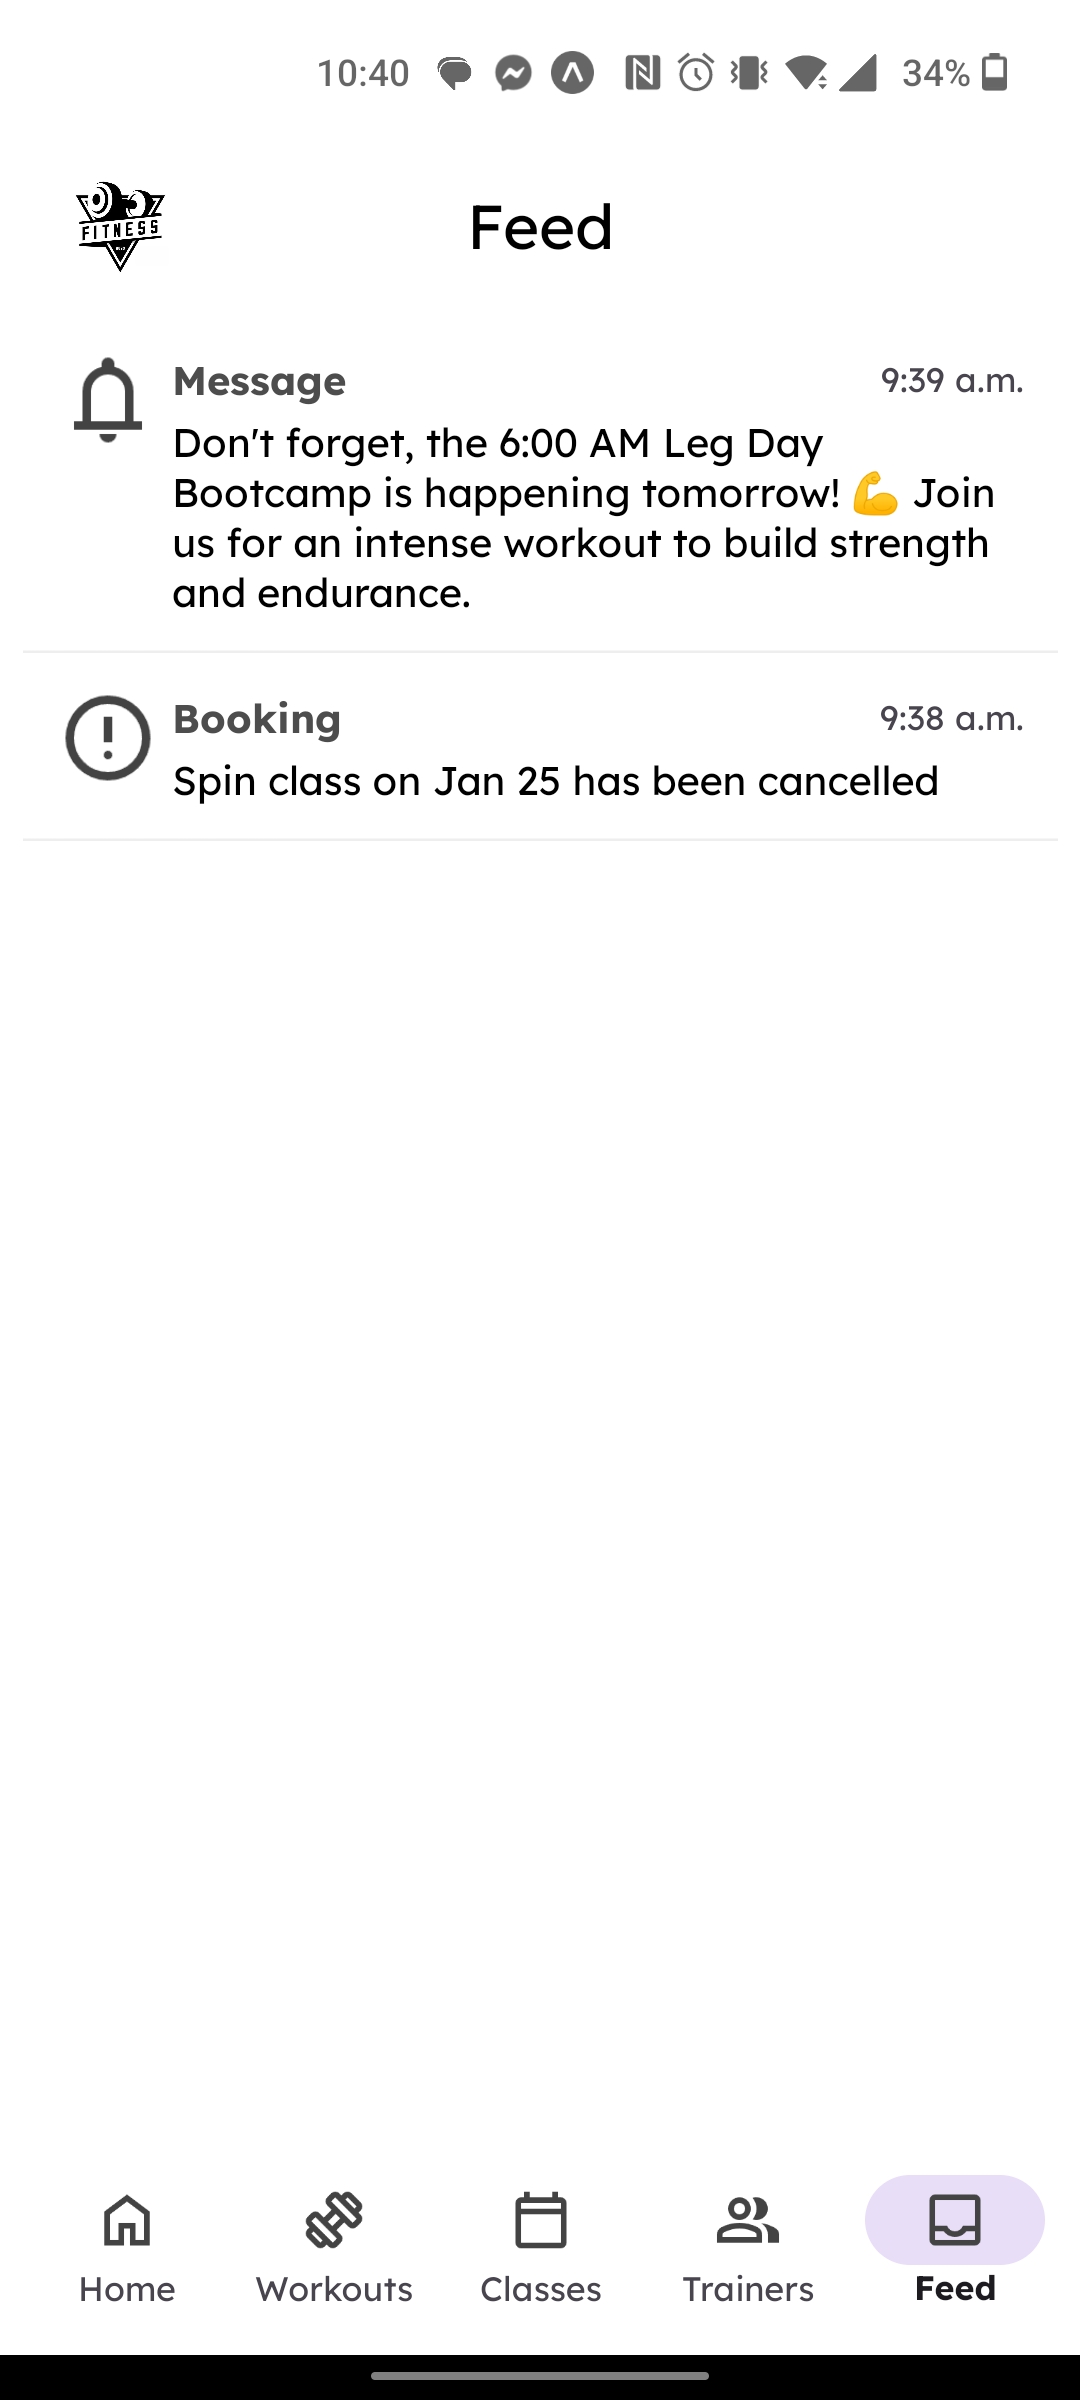 10:40
34%
FITNESS
Feed
Message
9:39 a.m.
Don't forget, the 6:00 AM Leg Day
Bootcamp is happening tomorrow! 💪 Join
us for an intense workout to build strength
and endurance.
Booking
9:38 a.m.
Spin class on Jan 25 has been cancelled
Home
Workouts
Classes
Trainers
Feed